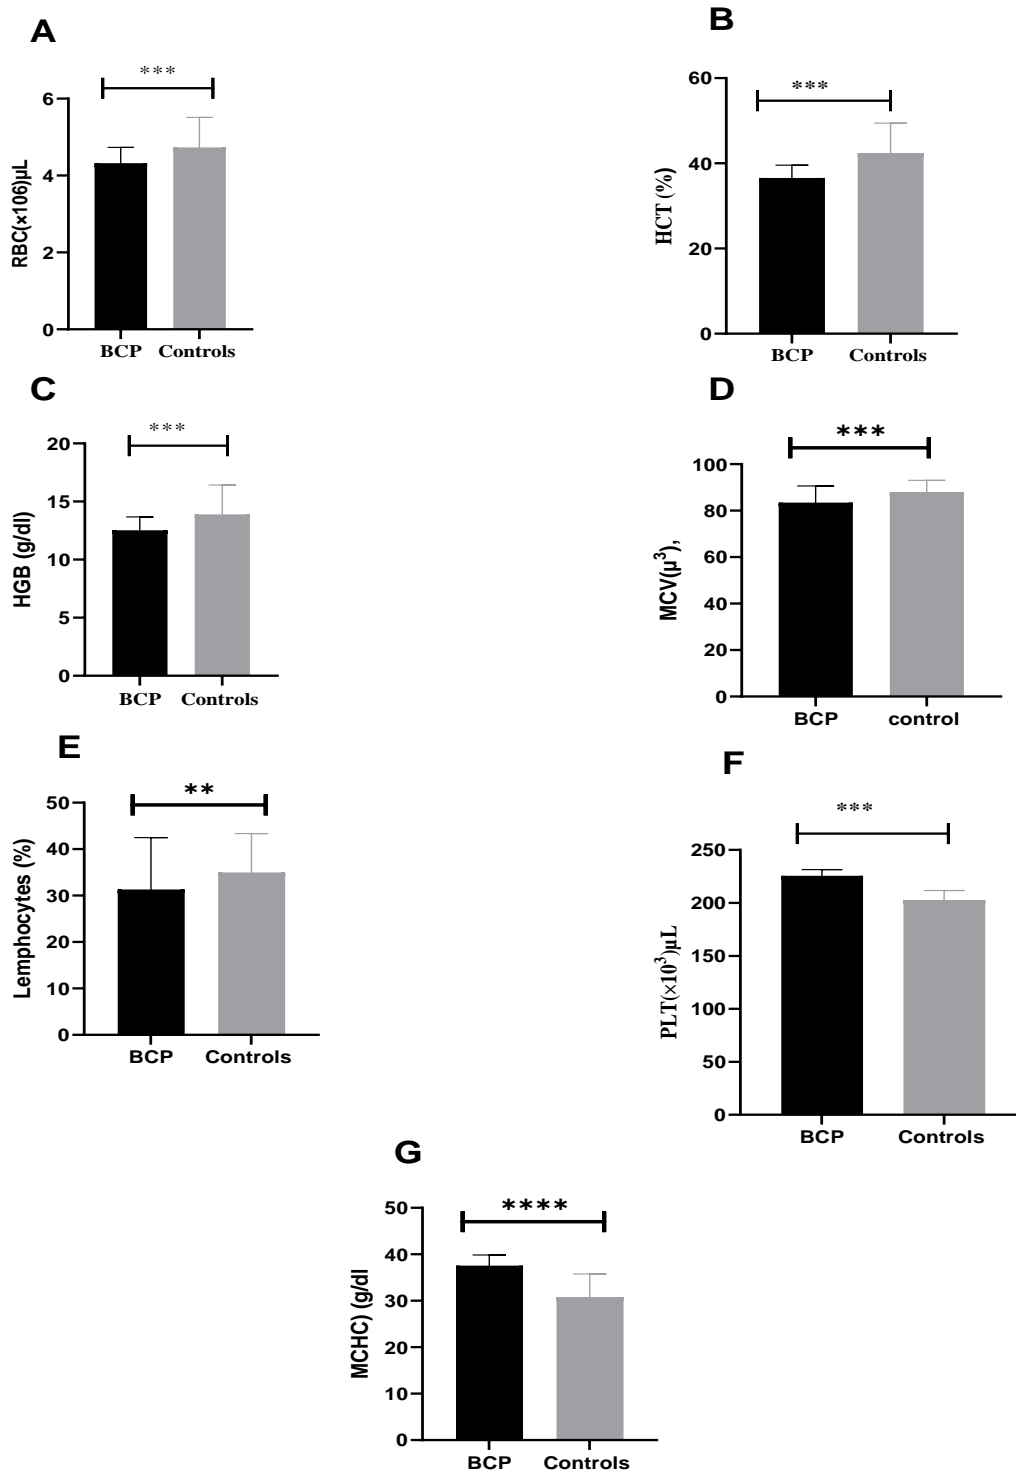 A
***
RBC(×106)µL
6
4
2
0
BCP Controls
B
***
HCT (%)
60
40
20
0
BCP Controls
C
***
HGB (g/dl)
20
15
10
5
0
BCP Controls
D
***
MCV(µ³),
100
80
60
40
20
0
BCP control
E
**
Lemphocytes (%)
50
40
30
20
10
0
BCP Controls
F
***
PLT(×10³)µL
250
200
150
100
50
0
BCP Controls
G
****
MCHC) (g/dl
50
40
30
20
10
0
BCP Controls